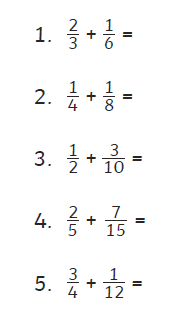 1. 2/3 + 1/6 =
2. 1/4 + 1/8 =
3. 1/2 + 3/10 =
4. 2/5 + 7/15 =
5. 3/4 + 1/12 =